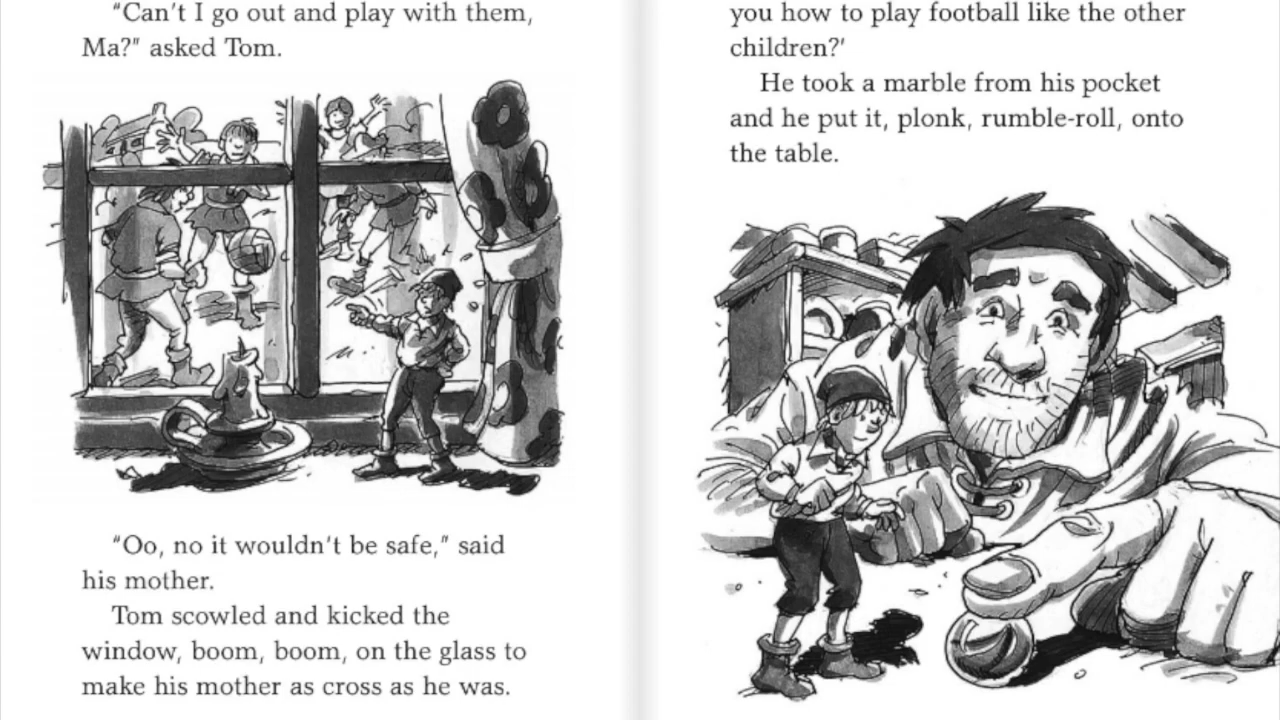 “Can’t I go out and play with them,
Ma?” asked Tom.
“Oo, no it wouldn’t be safe,” said
his mother.
Tom scowled and kicked the
window, boom, boom, on the glass to
make his mother as cross as he was.
you how to play football like the other
children?’
He took a marble from his pocket
and he put it, plonk, rumble-roll, onto
the table.